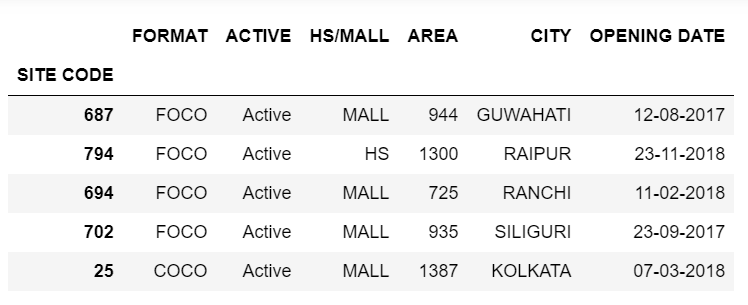 FORMAT ACTIVE HS/MALL AREA CITY OPENING DATE
SITE CODE
687 FOCO Active MALL 944 GUWAHATI 12-08-2017
794 FOCO Active HS 1300 RAIPUR 23-11-2018
694 FOCO Active MALL 725 RANCHI 11-02-2018
702 FOCO Active MALL 935 SILIGURI 23-09-2017
25 COCO Active MALL 1387 KOLKATA 07-03-2018